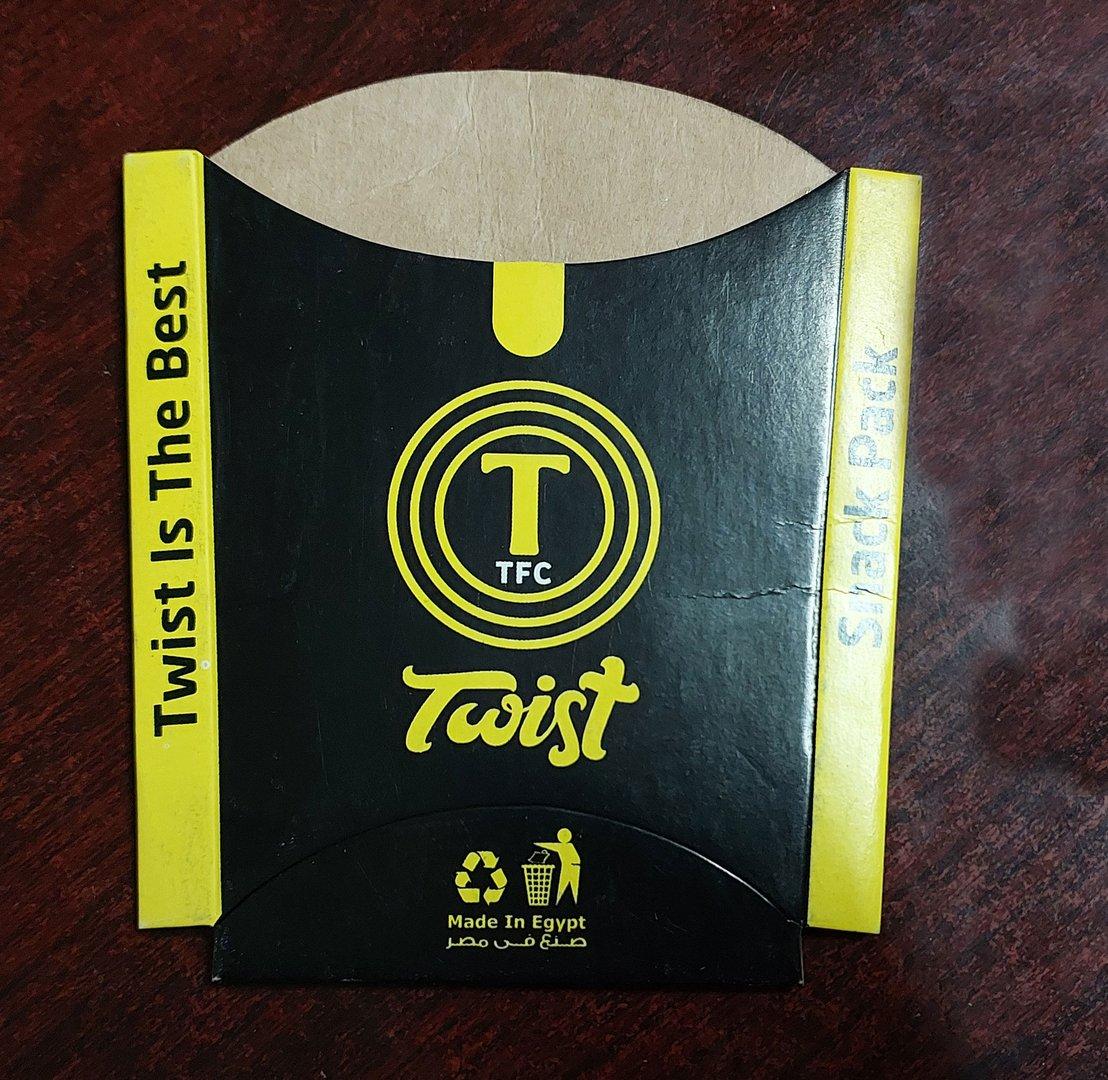 Twist Is The Best
T
TFC
Twist
Snack Pack
Made In Egypt
صنع فى مصر